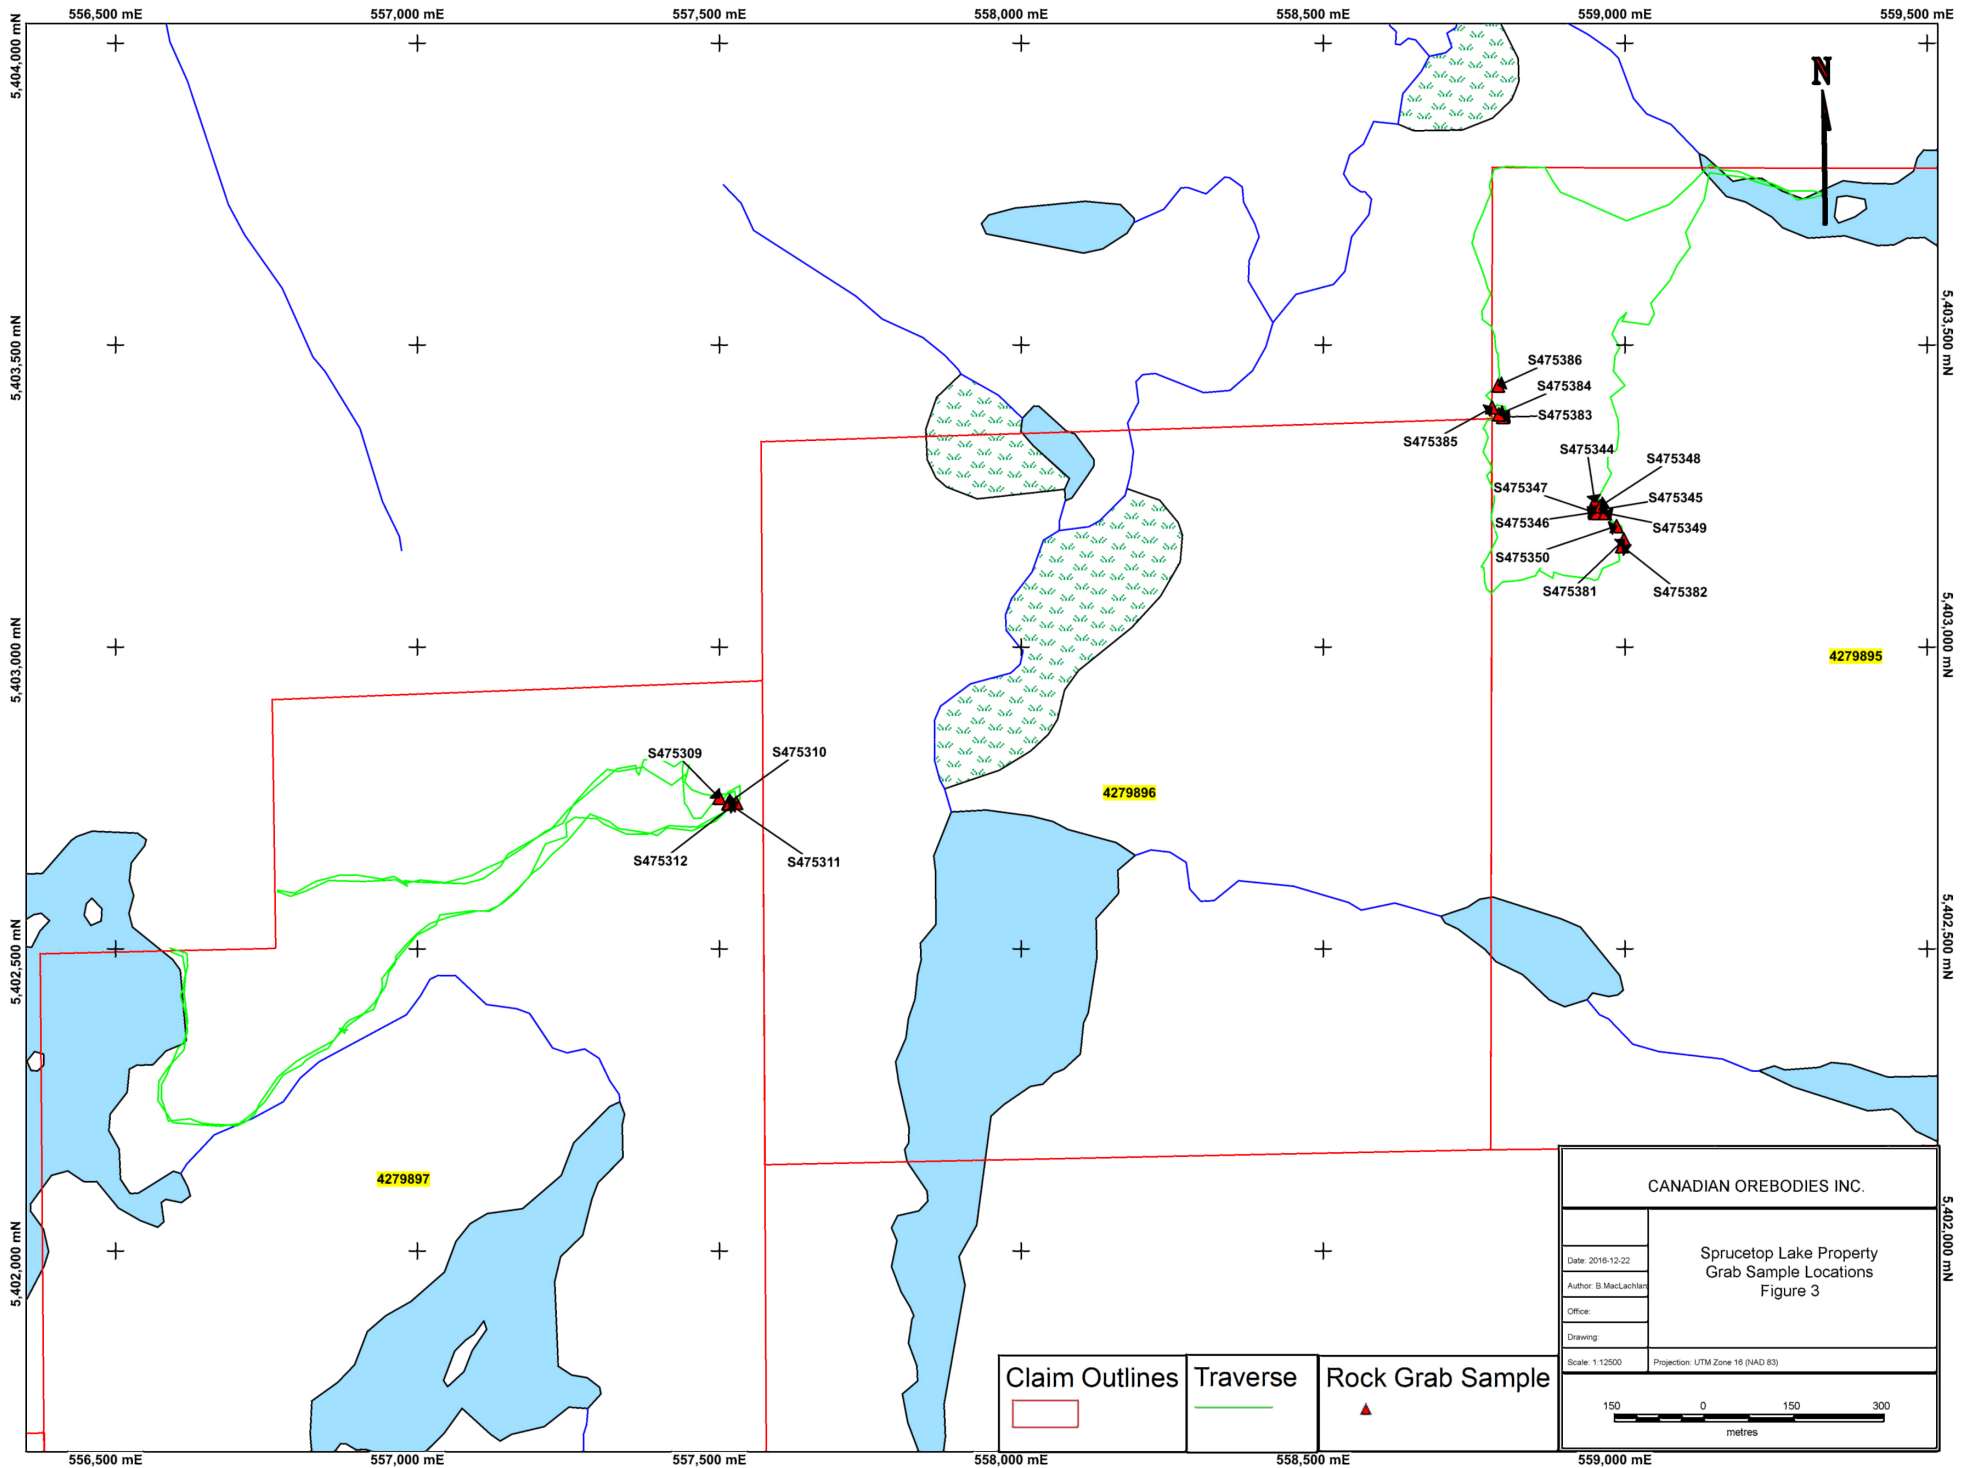 556,500 mE
557,000 mE
557,500 mE
558,000 mE
558,500 mE
559,000 mE
559,500 mE
5,404,000 mN
N
5,403,500 mN
5,403,500 mN
S475386
S475384
S475383
S475385
S475344
S475348
S475347
S475345
S475346
S475349
S475350
S475381
S475382
5,403,000 mN
5,403,000 mN
4279895
S475309
S475310
4279896
S475312
S475311
5,402,500 mN
5,402,500 mN
4279897
5,402,000 mN
5,402,000 mN
CANADIAN OREBODIES INC.
Sprucetop Lake Property
Grab Sample Locations
Figure 3
Date: 2016-12-22
Author: B.MacLachlan
Office:
Drawing:
Scale: 1:12500
Projection: UTM Zone 16 (NAD 83)
150 0 150 300
metres
Claim Outlines
Traverse
Rock Grab Sample
556,500 mE
557,000 mE
557,500 mE
558,000 mE
558,500 mE
559,000 mE